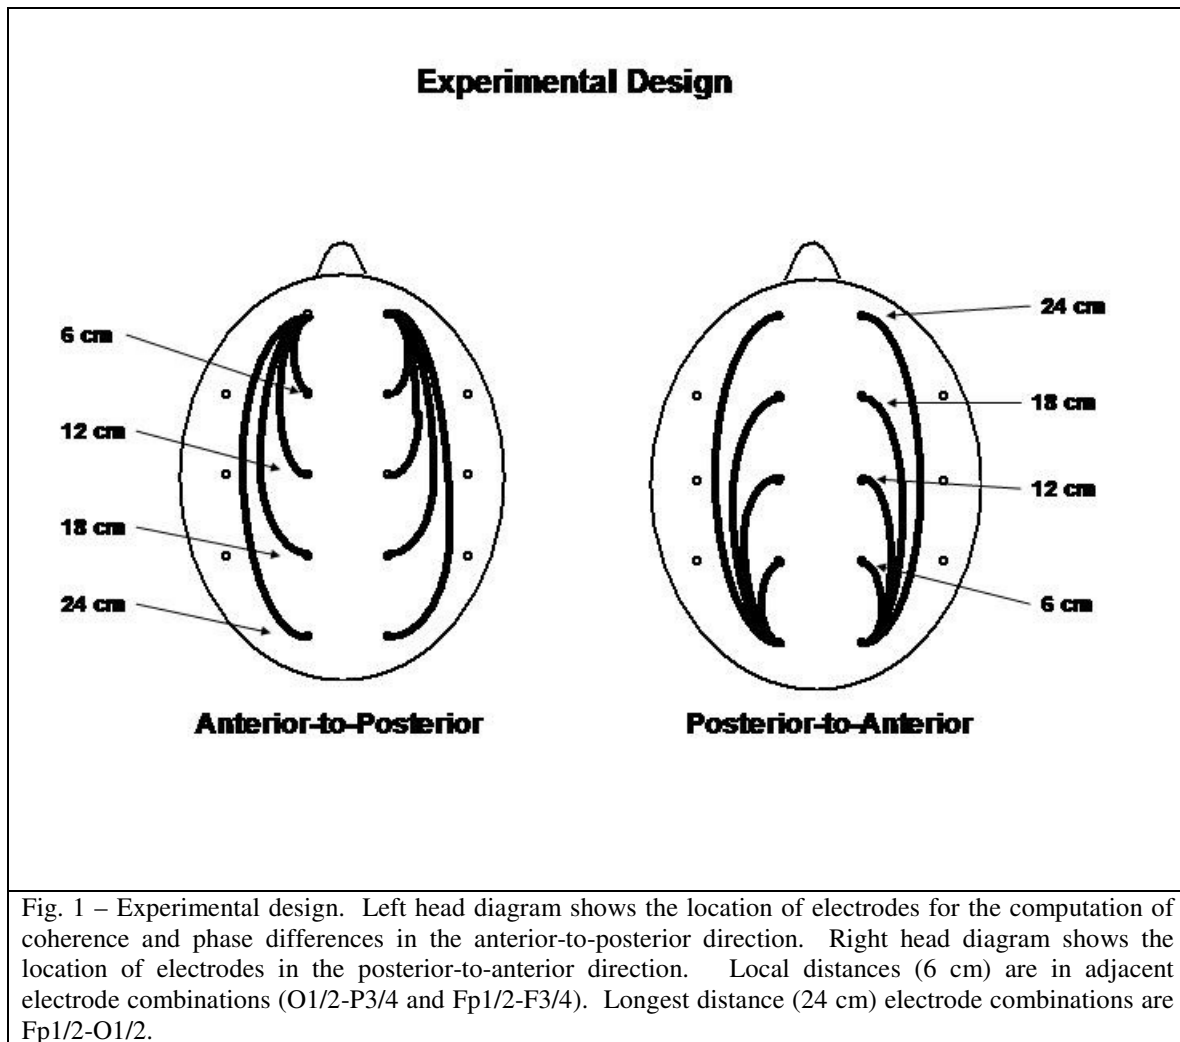 Experimental Design
6 cm
12 cm
18 cm
24 cm
Anterior-to-Posterior
24 cm
18 cm
12 cm
6 cm
Posterior-to-Anterior
Fig. 1 – Experimental design. Left head diagram shows the location of electrodes for the computation of
coherence and phase differences in the anterior-to-posterior direction. Right head diagram shows the
location of electrodes in the posterior-to-anterior direction. Local distances (6 cm) are in adjacent
electrode combinations (O1/2-P3/4 and Fp1/2-F3/4). Longest distance (24 cm) electrode combinations are
Fp1/2-O1/2.